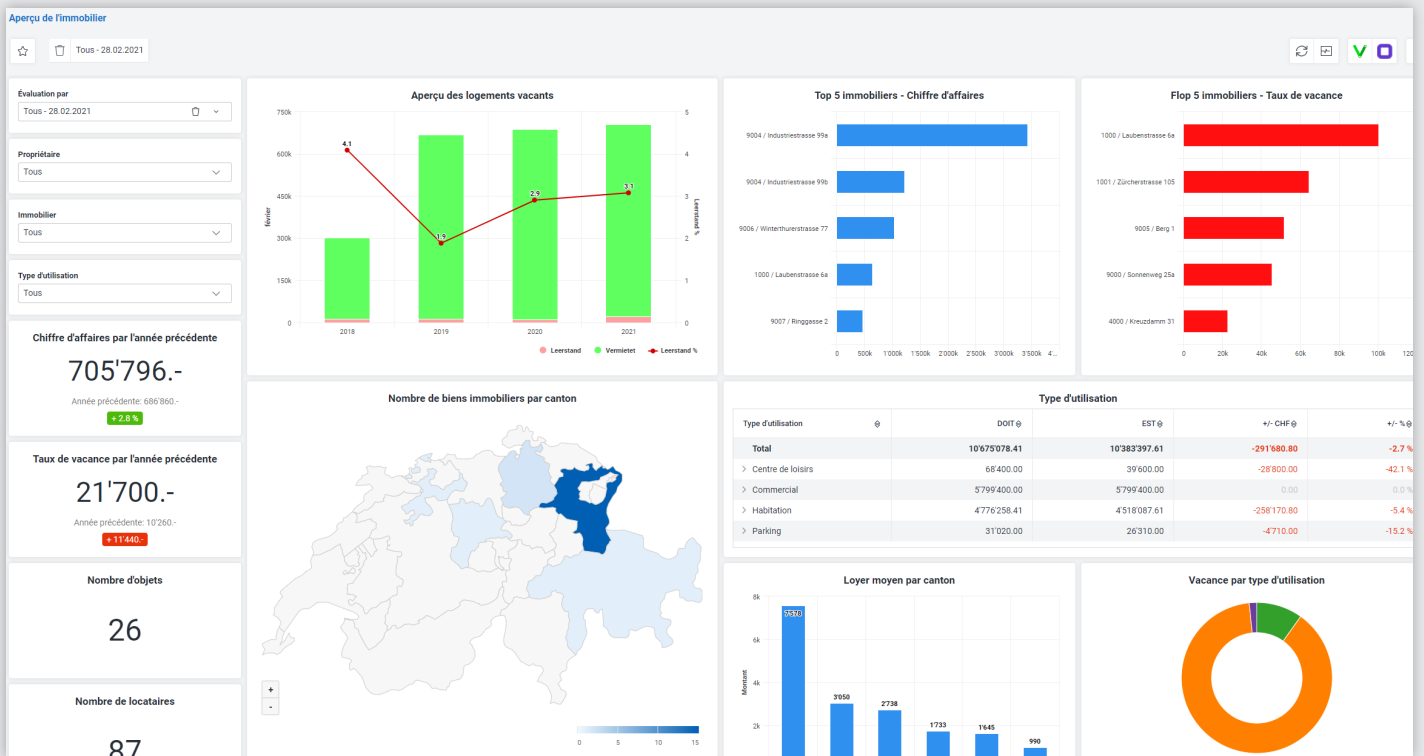 Aperçu de l'immobilier
Tous - 28.02.2021
Évaluation par
Tous - 28.02.2021
Propriétaire
Tous
Immobilier
Tous
Type d'utilisation
Tous
Chiffre d'affaires par l'année précédente
705'796.-
Année précédente: 686'860.-
+ 2.8 %
Taux de vacance par l'année précédente
21'700.-
Année précédente: 10'260.-
+ 11'440.-
Nombre d'objets
26
Nombre de locataires
87
Aperçu des logements vacants
750k
600k
450k
300k
150k
0
février
5
4
3
2
1
0
Leerstand %
4.1
1.9
2.9
3.1
2018 2019 2020 2021
Leerstand Vermietet Leerstand %
Top 5 immobiliers - Chiffre d'affaires
9004 / Industriestrasse 99a
9004 / Industriestrasse 99b
9006 / Winterthurerstrasse 77
1000 / Laubenstrasse 6a
9007 / Ringgasse 2
0 500k 1'000k 1'500k 2'000k 2'500k 3'000k 3'500k 4'...
Flop 5 immobiliers - Taux de vacance
1000 / Laubenstrasse 6a
1001 / Zürcherstrasse 105
9005 / Berg 1
9000 / Sonnenweg 25a
4000 / Kreuzdamm 31
0 20k 40k 60k 80k 100k 120
Nombre de biens immobiliers par canton
+
-
0 5 10 15
Type d'utilisation
Type d'utilisation DOIT EST +/- CHF +/- %
Total 10'675'078.41 10'383'397.61 -291'680.80 -2.7 %
Centre de loisirs 68'400.00 39'600.00 -28'800.00 -42.1 %
Commercial 5'799'400.00 5'799'400.00 0.00 0.0 %
Habitation 4'776'258.41 4'518'087.61 -258'170.80 -5.4 %
Parking 31'020.00 26'310.00 -4'710.00 -15.2 %
Loyer moyen par canton
8k
6k
4k
2k
Montant
7'578
3'050
2'738
1'733
1'645
990
Vacance par type d'utilisation